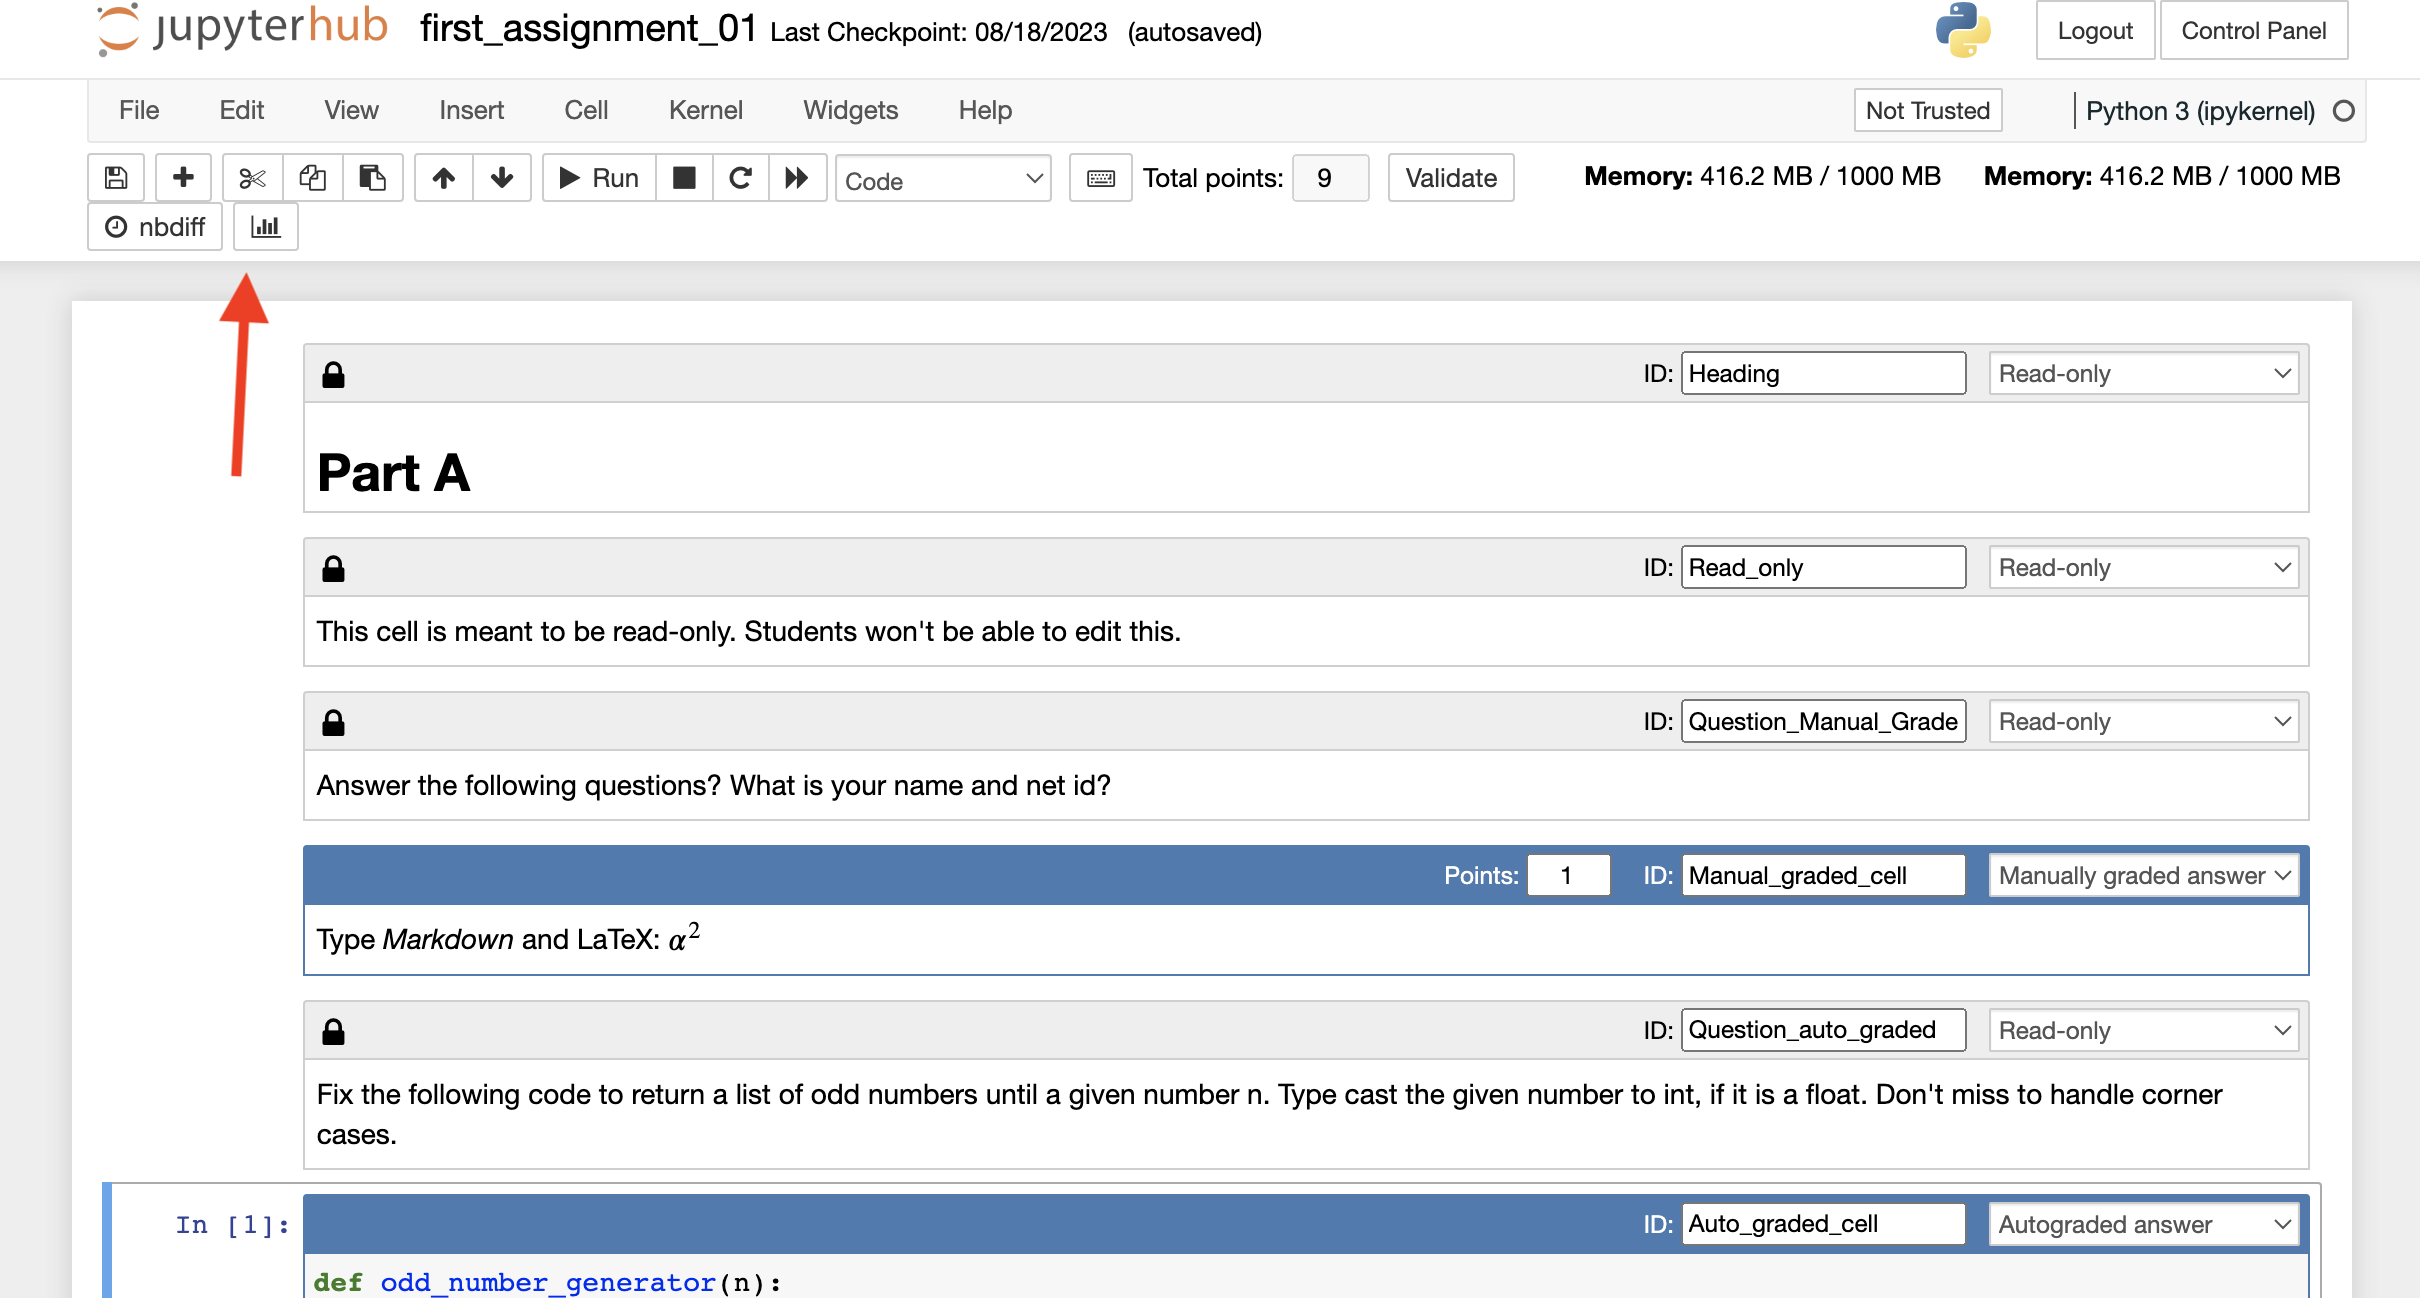 jupyterhub first_assignment_01 Last Checkpoint: 08/18/2023 (autosaved) Logout Control Panel
File Edit View Insert Cell Kernel Widgets Help Not Trusted Python 3 (ipykernel)
Run Code Total points: 9 Validate Memory: 416.2 MB / 1000 MB Memory: 416.2 MB / 1000 MB
nbdiff
ID: Heading Read-only
Part A
ID: Read_only Read-only
This cell is meant to be read-only. Students won't be able to edit this.
ID: Question_Manual_Grade Read-only
Answer the following questions? What is your name and net id?
Points: 1 ID: Manual_graded_cell Manually graded answer
Type Markdown and LaTeX: α²
ID: Question_auto_graded Read-only
Fix the following code to return a list of odd numbers until a given number n. Type cast the given number to int, if it is a float. Don't miss to handle corner
cases.
In [1]: ID: Auto_graded_cell Autograded answer
def odd_number_generator(n):